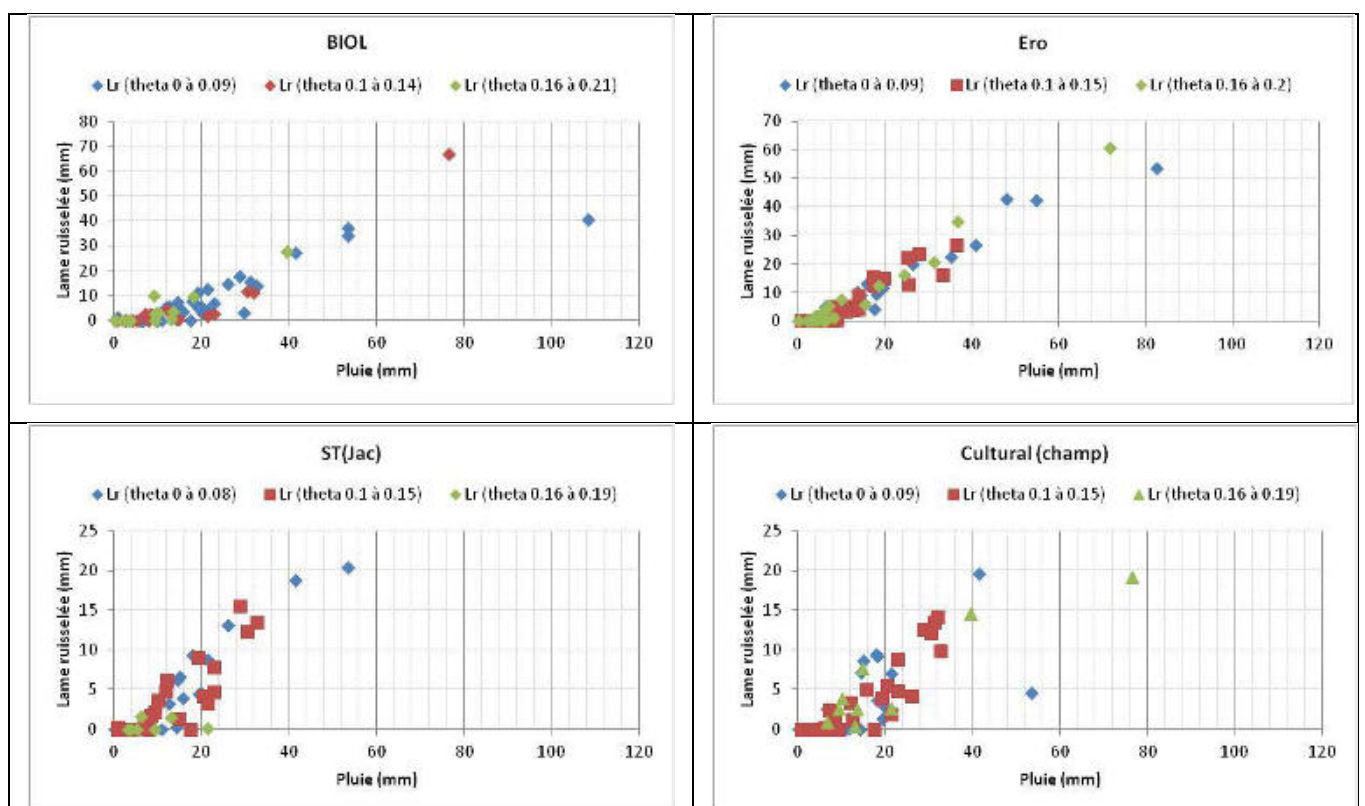 BIOL
Lr (theta 0 à 0.09) Lr (theta 0.1 à 0.14) Lr (theta 0.16 à 0.21)
80
70
60
50
40
30
20
10
0
Lame ruisselée (mm)
0 20 40 60 80 100 120
Pluie (mm)
Ero
Lr (theta 0 à 0.09) Lr (theta 0.1 à 0.15) Lr (theta 0.16 à 0.2)
70
60
50
40
30
20
10
0
Lame ruisselée (mm)
0 20 40 60 80 100 120
Pluie (mm)
ST(Jac)
Lr (theta 0 à 0.08) Lr (theta 0.1 à 0.15) Lr (theta 0.16 à 0.19)
25
20
15
10
5
0
Lame ruisselée (mm)
0 20 40 60 80 100 120
Pluie (mm)
Cultural (champ)
Lr (theta 0 à 0.09) Lr (theta 0.1 à 0.15) Lr (theta 0.16 à 0.19)
25
20
15
10
5
0
Lame ruisselée (mm)
0 20 40 60 80 100 120
Pluie (mm)